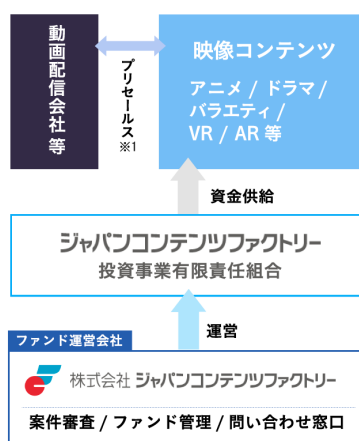 動画配信会社 等
プリセールス
※1
映像コンテンツ
アニメ / ドラマ /
バラエティ /
VR / AR 等
資金供給
ジャパンコンテンツファクトリー
投資事業有限責任組合
運営
ファンド運営会社
株式会社 ジャパンコンテンツファクトリー
案件審査 / ファンド管理 / 問い合わせ窓口